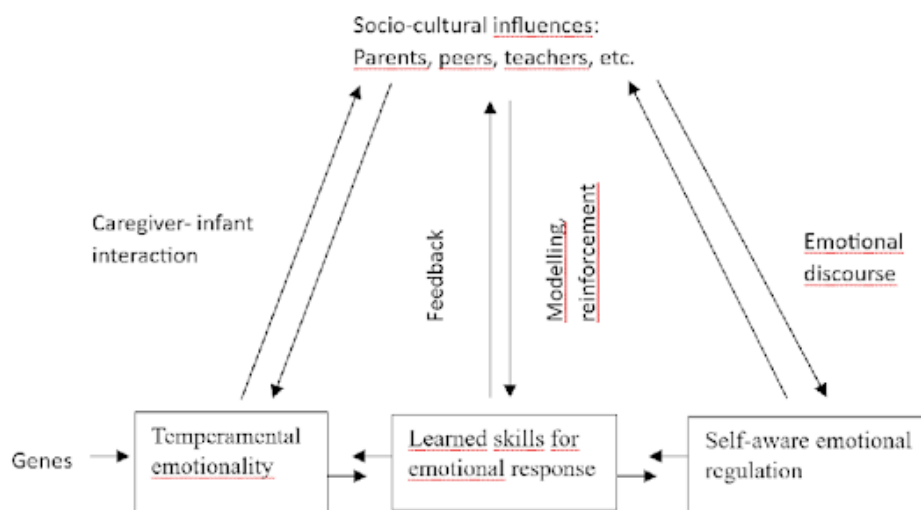 Socio-cultural influences:
Parents, peers, teachers, etc.
Caregiver- infant
interaction
Feedback
Modelling,
reinforcement
Emotional
discourse
Genes
Temperamental
emotionality
Learned skills for
emotional response
Self-aware emotional
regulation